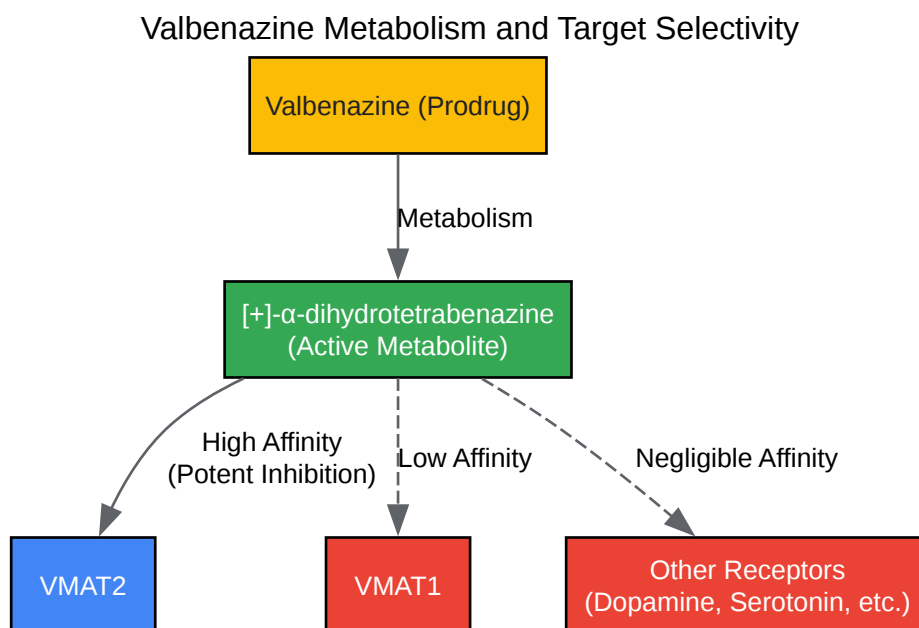 Valbenazine Metabolism and Target Selectivity
Valbenazine (Prodrug)
Metabolism
[+]-α-dihydrotetrabenazine
(Active Metabolite)
High Affinity
(Potent Inhibition)
Low Affinity
Negligible Affinity
VMAT2
VMAT1
Other Receptors
(Dopamine, Serotonin, etc.)